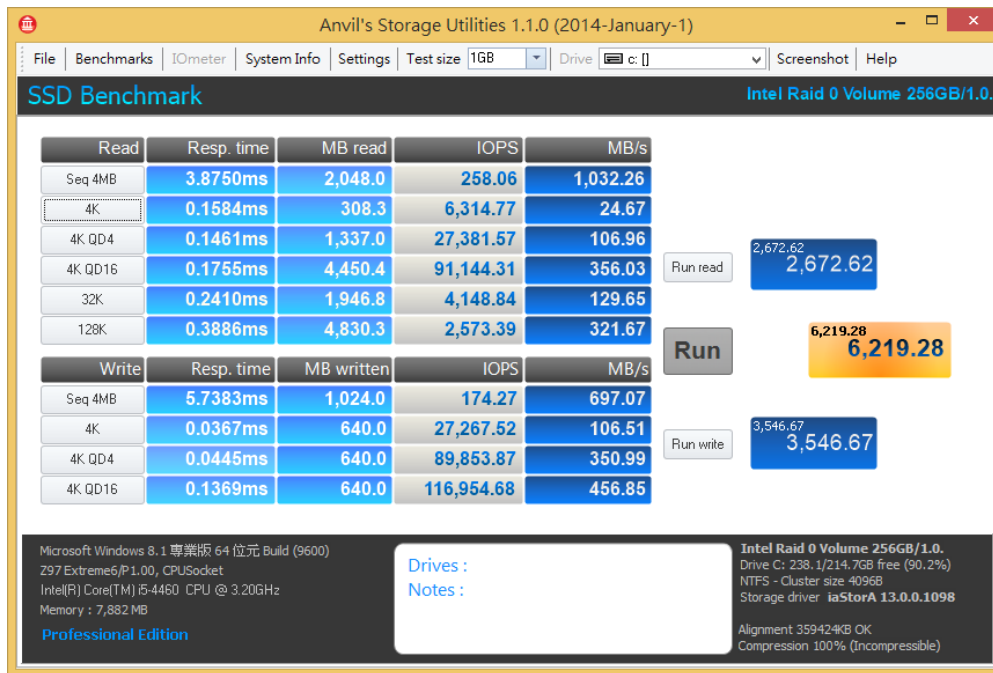 Anvil's Storage Utilities 1.1.0 (2014-January-1)
File Benchmarks IOmeter System Info Settings Test size 1GB Drive c: [] Screenshot Help
SSD Benchmark Intel Raid 0 Volume 256GB/1.0.
Read Resp. time MB read IOPS MB/s
Seq 4MB 3.8750ms 2,048.0 258.06 1,032.26
4K 0.1584ms 308.3 6,314.77 24.67
4K QD4 0.1461ms 1,337.0 27,381.57 106.96
4K QD16 0.1755ms 4,450.4 91,144.31 356.03
32K 0.2410ms 1,946.8 4,148.84 129.65
128K 0.3886ms 4,830.3 2,573.39 321.67
Run read
2,672.62
2,672.62
Run
6,219.28
6,219.28
Write Resp. time MB written IOPS MB/s
Seq 4MB 5.7383ms 1,024.0 174.27 697.07
4K 0.0367ms 640.0 27,267.52 106.51
4K QD4 0.0445ms 640.0 89,853.87 350.99
4K QD16 0.1369ms 640.0 116,954.68 456.85
Run write
3,546.67
3,546.67
Microsoft Windows 8.1 專業版 64 位元 Build (9600)
Z97 Extreme6/P1.00, CPUSocket
Intel(R) Core(TM) i5-4460 CPU @ 3.20GHz
Memory : 7,882 MB
Professional Edition
Drives :
Notes :
Intel Raid 0 Volume 256GB/1.0.
Drive C: 238.1/214.7GB free (90.2%)
NTFS - Cluster size 4096B
Storage driver iaStorA 13.0.0.1098
Alignment 359424KB OK
Compression 100% (Incompressible)